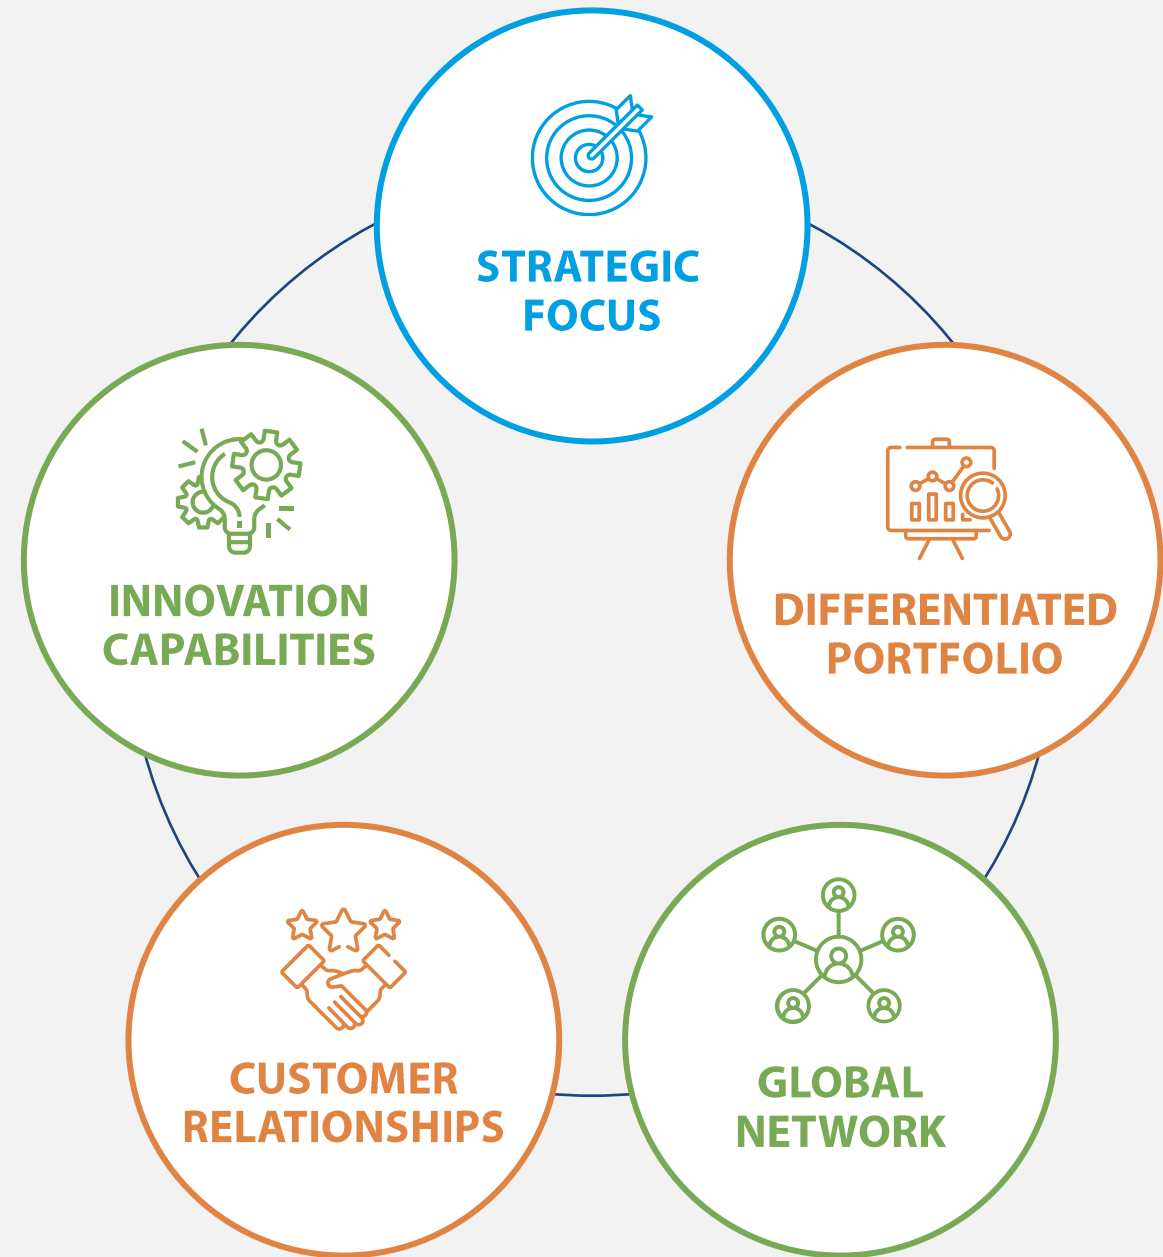 STRATEGIC
FOCUS
INNOVATION
CAPABILITIES
DIFFERENTIATED
PORTFOLIO
CUSTOMER
RELATIONSHIPS
GLOBAL
NETWORK